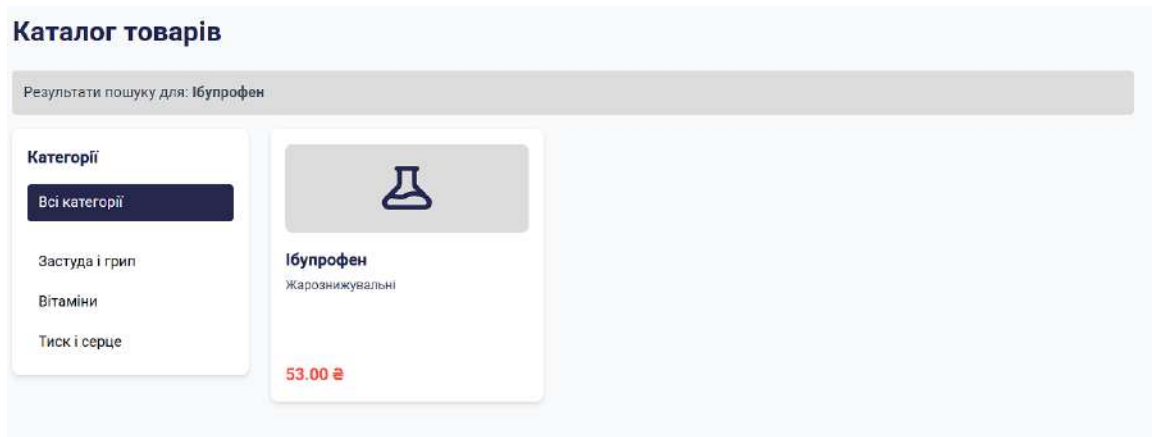 Каталог товарів
Результати пошуку для: Ібупрофен
Категорії
Всі категорії
Застуда і грип
Вітаміни
Тиск і серце
Ібупрофен
Жарознижувальні
53.00 ₴